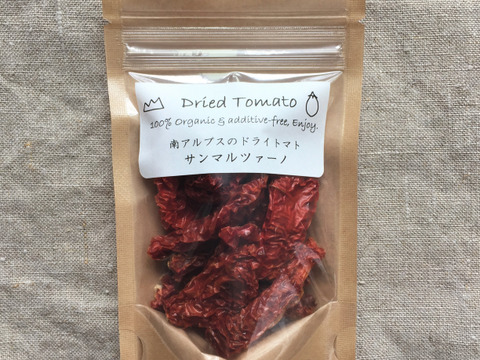 Dried Tomato
100% Organic & additive-free, Enjoy.
南アルプスのドライトマト
サンマルツァーノ